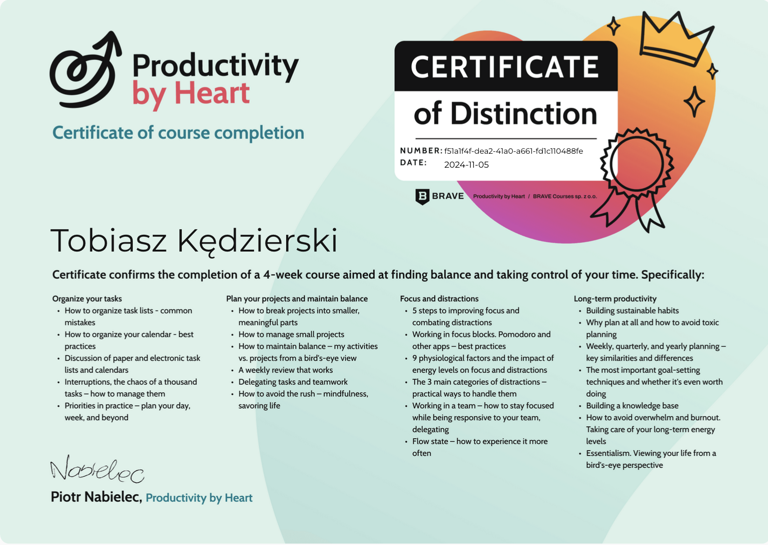 Productivity
by Heart
Certificate of course completion
CERTIFICATE
of Distinction
NUMBER: f51a1f4f-dea2-41a0-a661-fd1c110488fe
DATE: 2024-11-05
BRAVE Productivity by Heart / BRAVE Courses sp. z o.o.
Tobiasz Kędzierski
Certificate confirms the completion of a 4-week course aimed at finding balance and taking control of your time. Specifically:
Organize your tasks
• How to organize task lists - common
mistakes
• How to organize your calendar - best
practices
• Discussion of paper and electronic task
lists and calendars
• Interruptions, the chaos of a thousand
tasks – how to manage them
• Priorities in practice – plan your day,
week, and beyond
Plan your projects and maintain balance
• How to break projects into smaller,
meaningful parts
• How to manage small projects
• How to maintain balance – my activities
vs. projects from a bird's-eye view
• A weekly review that works
• Delegating tasks and teamwork
• How to avoid the rush – mindfulness,
savoring life
Focus and distractions
• 5 steps to improving focus and
combating distractions
• Working in focus blocks. Pomodoro and
other apps – best practices
• 9 physiological factors and the impact of
energy levels on focus and distractions
• The 3 main categories of distractions –
practical ways to handle them
• Working in a team – how to stay focused
while being responsive to your team,
delegating
• Flow state – how to experience it more
often
Long-term productivity
• Building sustainable habits
• Why plan at all and how to avoid toxic
planning
• Weekly, quarterly, and yearly planning –
key similarities and differences
• The most important goal-setting
techniques and whether it's even worth
doing
• Building a knowledge base
• How to avoid overwhelm and burnout.
Taking care of your long-term energy
levels
• Essentialism. Viewing your life from a
bird's-eye perspective
Nabielec
Piotr Nabielec, Productivity by Heart